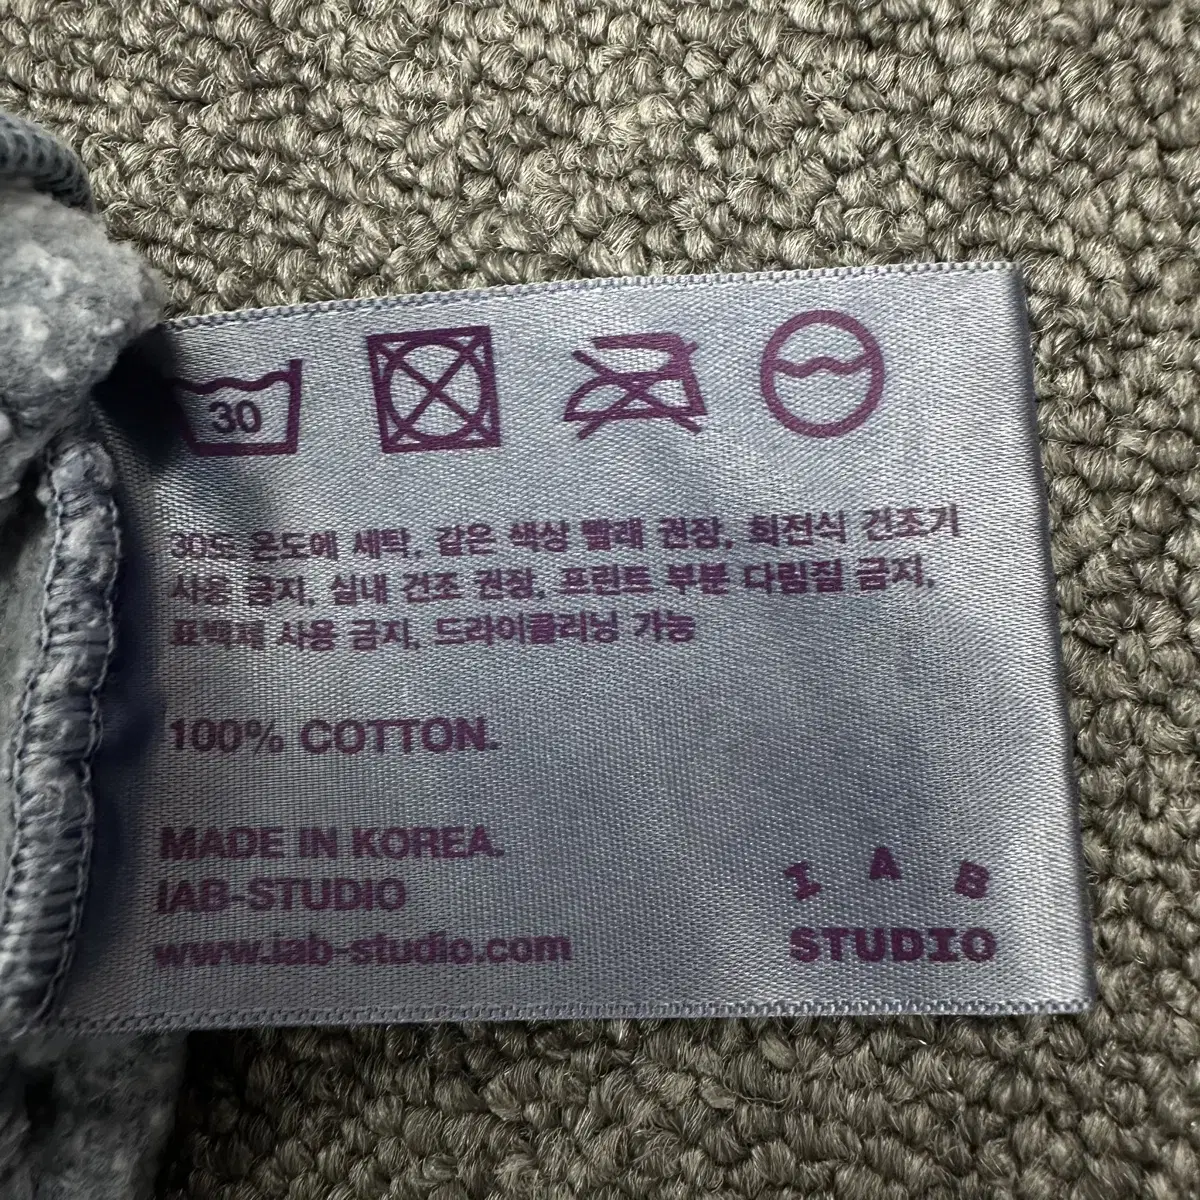 30
30도 온도에 세탁, 같은 색상 빨래 권장, 회전식 건조기
사용 금지, 실내 건조 권장, 프린트 부분 다림질 금지,
표백제 사용 금지, 드라이클리닝 가능
100% COTTON.
MADE IN KOREA.
IAB-STUDIO
www.iab-studio.com
I A B
STUDIO